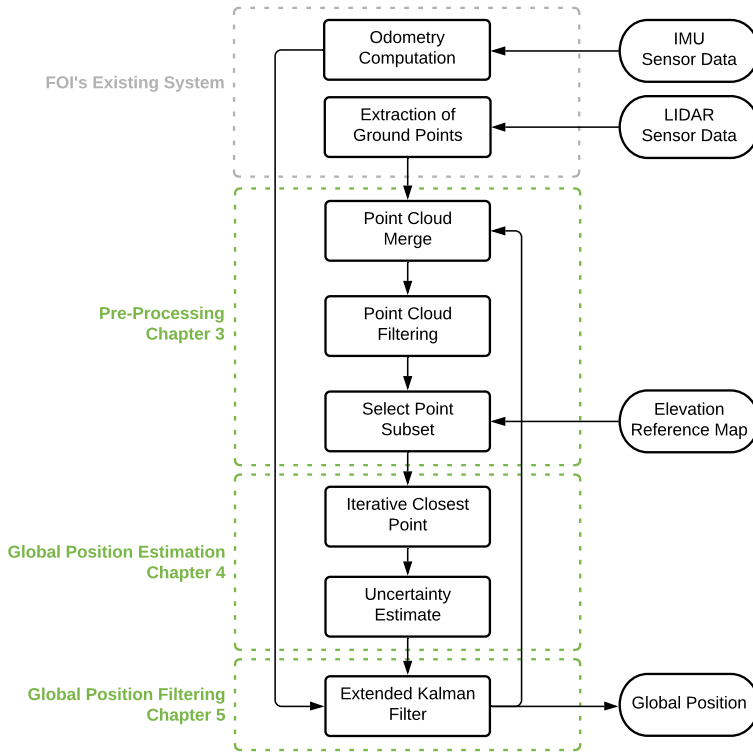 FOI's Existing System
Odometry
Computation
IMU
Sensor Data
Extraction of
Ground Points
LIDAR
Sensor Data
Pre-Processing
Chapter 3
Point Cloud
Merge
Point Cloud
Filtering
Select Point
Subset
Elevation
Reference Map
Global Position Estimation
Chapter 4
Iterative Closest
Point
Uncertainty
Estimate
Global Position Filtering
Chapter 5
Extended Kalman
Filter
Global Position